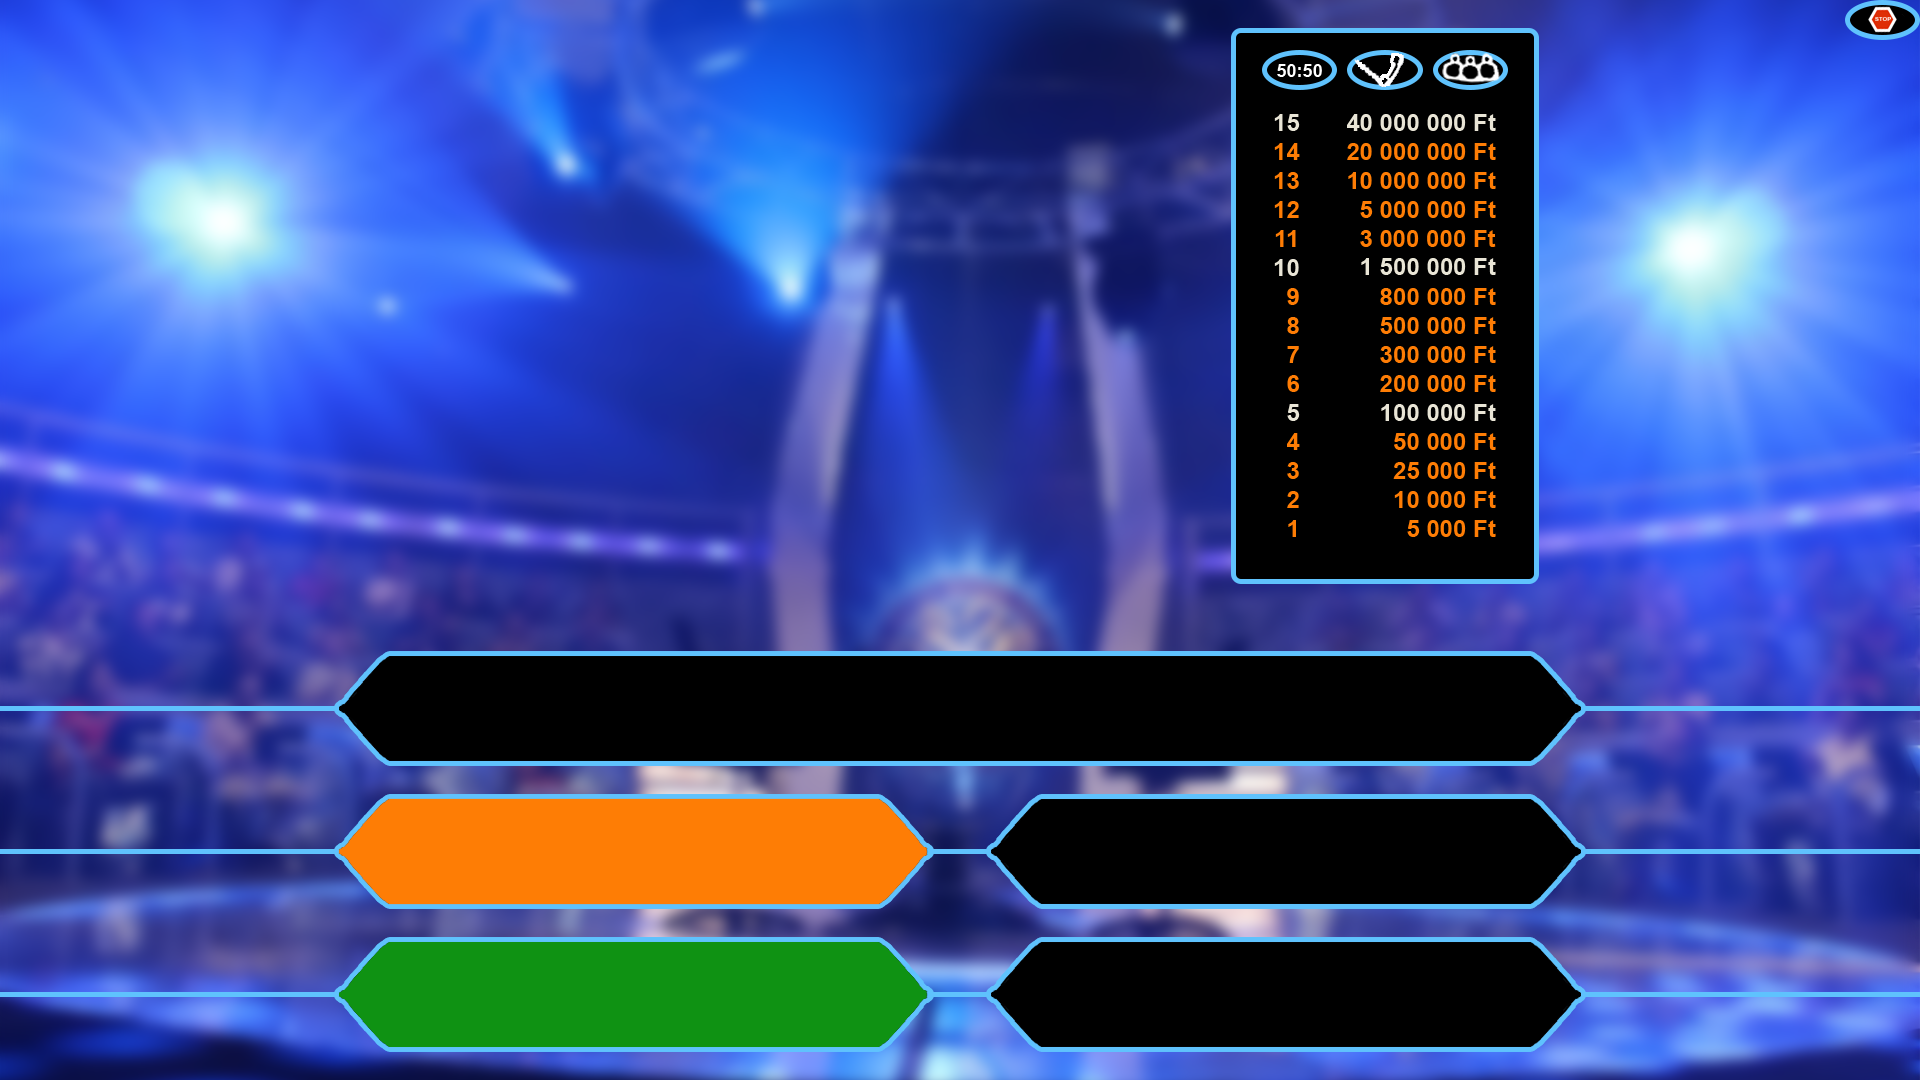 STOP
50:50
15 40 000 000 Ft
14 20 000 000 Ft
13 10 000 000 Ft
12 5 000 000 Ft
11 3 000 000 Ft
10 1 500 000 Ft
9 800 000 Ft
8 500 000 Ft
7 300 000 Ft
6 200 000 Ft
5 100 000 Ft
4 50 000 Ft
3 25 000 Ft
2 10 000 Ft
1 5 000 Ft